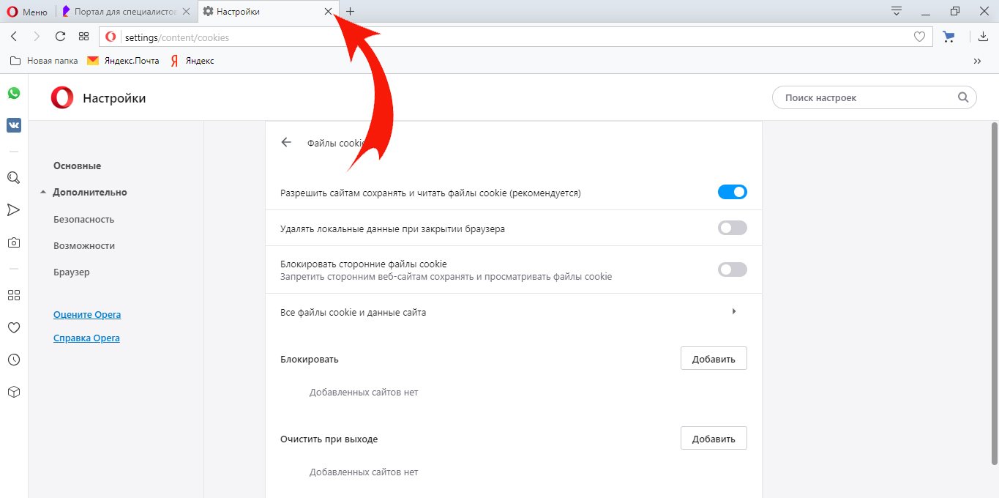 Меню
Портал для специалистов
Настройки
settings/content/cookies
Новая папка
Яндекс.Почта
Я Яндекс
Настройки
Поиск настроек
Файлы cookie
Основные
Дополнительно
Безопасность
Возможности
Браузер
Оцените Opera
Справка Opera
Разрешить сайтам сохранять и читать файлы cookie (рекомендуется)
Удалять локальные данные при закрытии браузера
Блокировать сторонние файлы cookie
Запретить сторонним веб-сайтам сохранять и просматривать файлы cookie
Все файлы cookie и данные сайта
Блокировать
Добавить
Добавленных сайтов нет
Очистить при выходе
Добавить
Добавленных сайтов нет